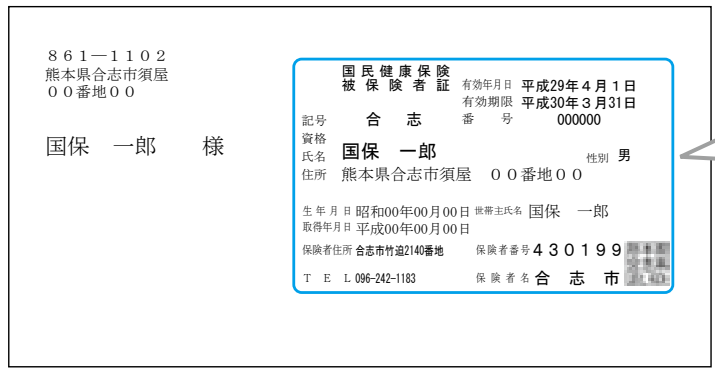 ８６１―１１０２
熊本県合志市須屋
００番地００
国保　一郎　　様
国民健康保険
被保険者証
有効年月日 平成29年４月１日
有効期限 平成30年３月31日
記号　合　志　番　号　000000
資格
氏名 国保　一郎　性別 男
住所 熊本県合志市須屋　００番地００
生年月日 昭和00年00月00日 世帯主氏名 国保　一郎
取得年月日 平成00年00月00日
保険者住所 合志市竹迫2140番地　保険者番号 ４３０１９９
ＴＥＬ 096-242-1183　保険者名 合　志　市